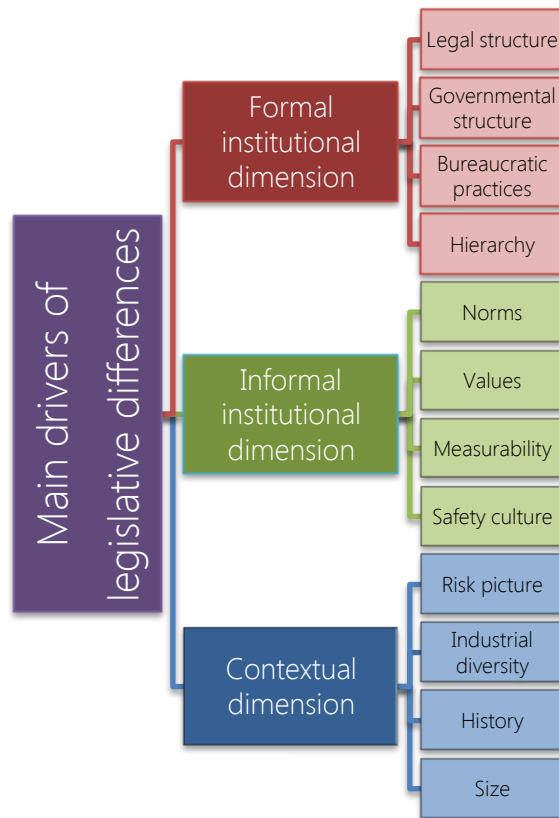 Main drivers of
legislative differences
Formal
institutional
dimension
Legal structure
Governmental
structure
Bureaucratic
practices
Hierarchy
Informal
institutional
dimension
Norms
Values
Measurability
Safety culture
Contextual
dimension
Risk picture
Industrial
diversity
History
Size